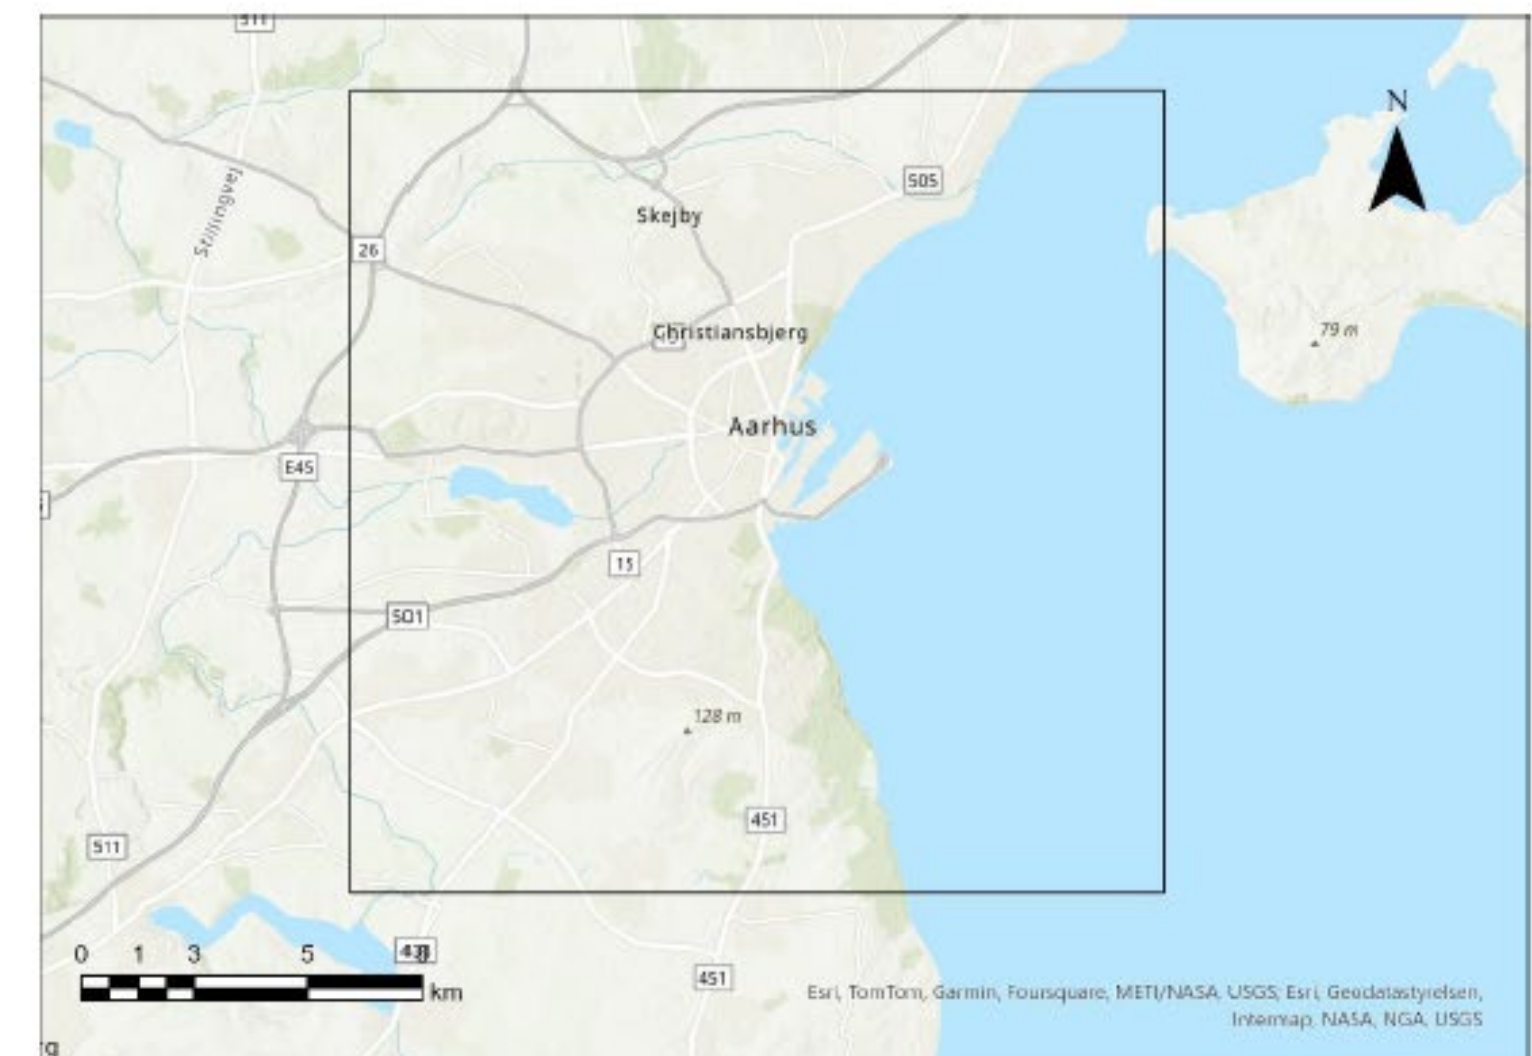 511
N
Stillingvej
505
Skejby
26
79 m
Christiansbjerg
Aarhus
E45
15
501
128 m
451
511
0 1 3 5
451
km
Esri, TomTom, Garmin, Foursquare, METI/NASA, USGS; Esri, Geodatastyrelsen,
Intermap, NASA, NGA, USGS